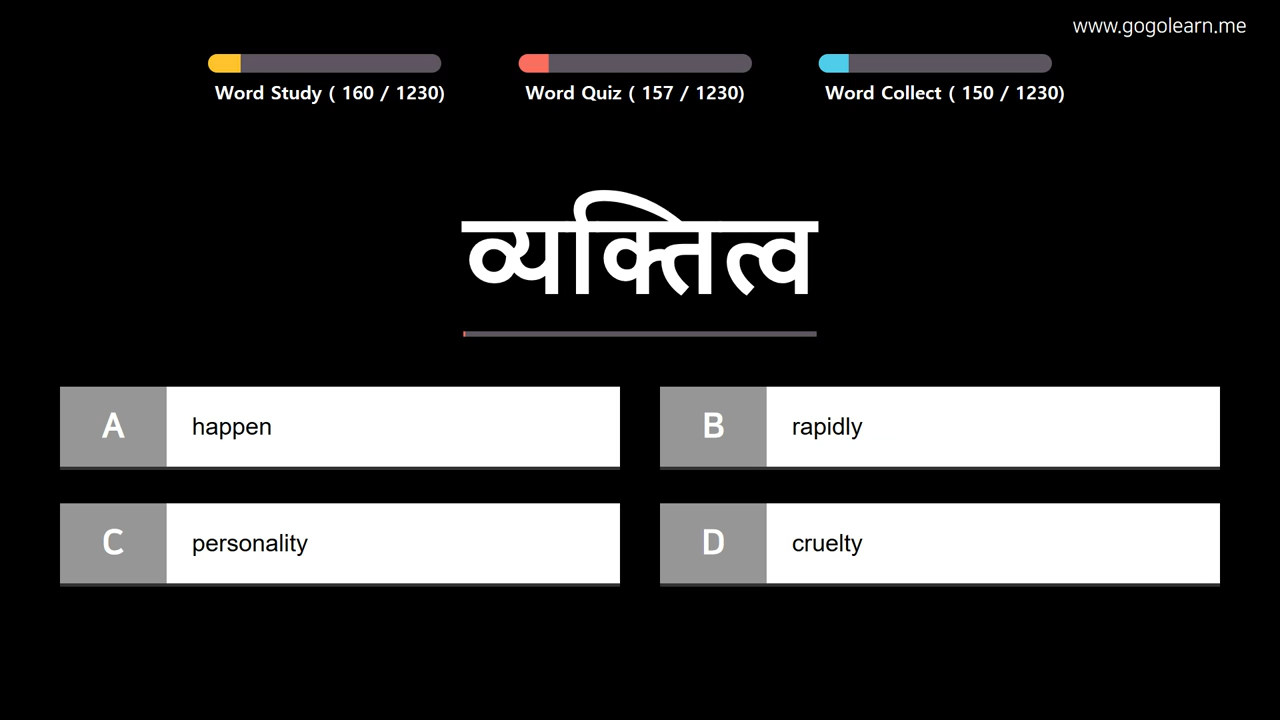 www.gogolearn.me
Word Study ( 160 / 1230)
Word Quiz ( 157 / 1230)
Word Collect ( 150 / 1230)
व्यक्तित्व
A happen
B rapidly
C personality
D cruelty